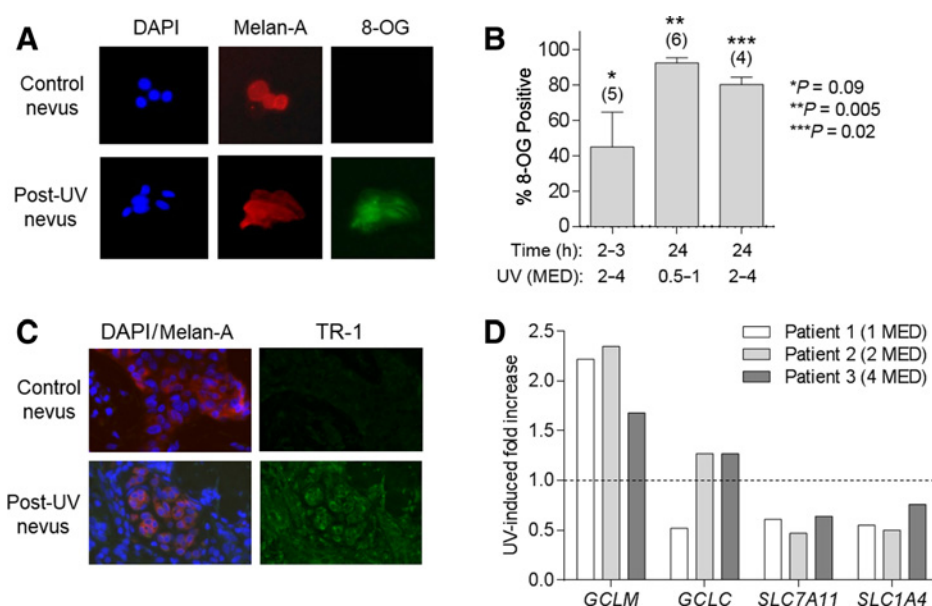 A
DAPI Melan-A 8-OG
Control
nevus
Post-UV
nevus
B
% 8-OG Positive
100
80
60
40
20
0
*
(5)
**
(6)
***
(4)
*P = 0.09
**P = 0.005
***P = 0.02
Time (h): 2–3 24 24
UV (MED): 2–4 0.5–1 2–4
C
DAPI/Melan-A TR-1
Control
nevus
Post-UV
nevus
D
UV-induced fold increase
2.5
2.0
1.5
1.0
0.5
0.0
Patient 1 (1 MED)
Patient 2 (2 MED)
Patient 3 (4 MED)
GCLM GCLC SLC7A11 SLC1A4